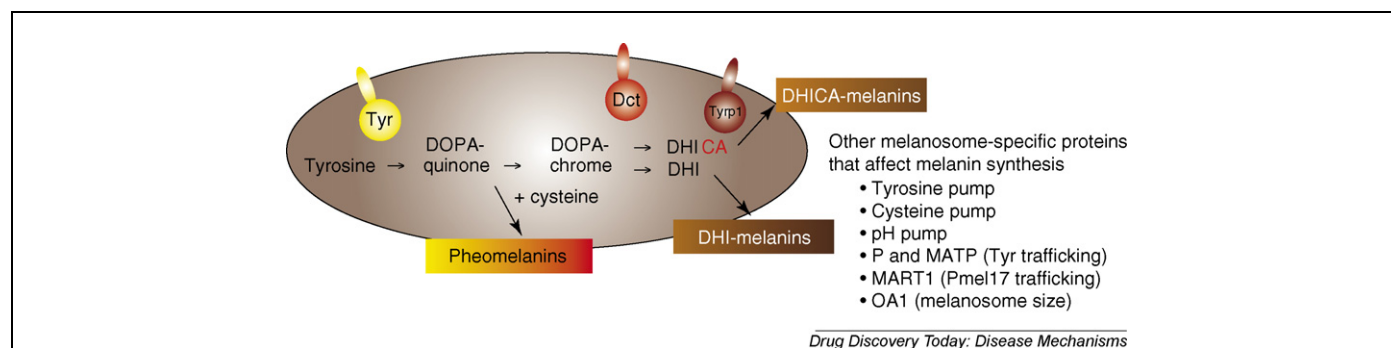 Tyr
Dct
Tyrp1
DHICA-melanins
Tyrosine → DOPA-quinone → DOPA-chrome → DHICA
→ DHI
+ cysteine
Pheomelanins
DHI-melanins
Other melanosome-specific proteins
that affect melanin synthesis
• Tyrosine pump
• Cysteine pump
• pH pump
• P and MATP (Tyr trafficking)
• MART1 (Pmel17 trafficking)
• OA1 (melanosome size)
Drug Discovery Today: Disease Mechanisms